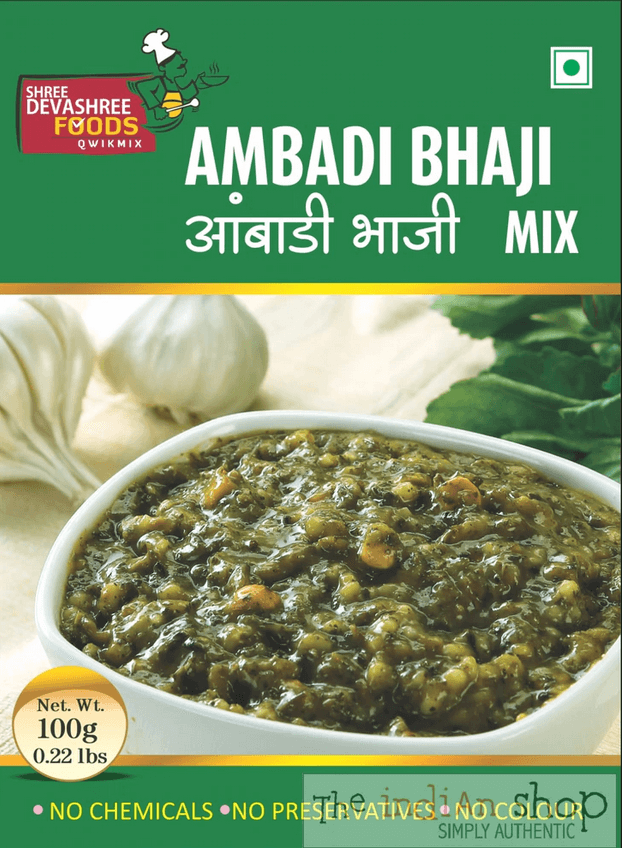 SHREE
DEVASHREE
FOODS
QWIKMIX
AMBADI BHAJI
आंबाडी भाजी MIX
Net. Wt.
100g
0.22 lbs
• NO CHEMICALS • NO PRESERVATIVES • NO COLOUR
The indiAn shop
SIMPLY AUTHENTIC